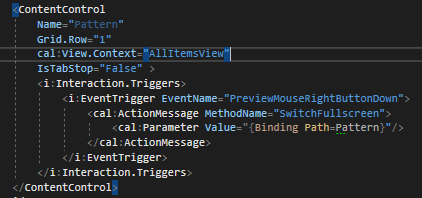 <ContentControl
Name="Pattern"
Grid.Row="1"
cal:View.Context="AllItemsView"
IsTabStop="False" >
<i:Interaction.Triggers>
<i:EventTrigger EventName="PreviewMouseRightButtonDown">
<cal:ActionMessage MethodName="SwitchFullscreen">
<cal:Parameter Value="{Binding Path=Pattern}"/>
</cal:ActionMessage>
</i:EventTrigger>
</i:Interaction.Triggers>
</ContentControl>